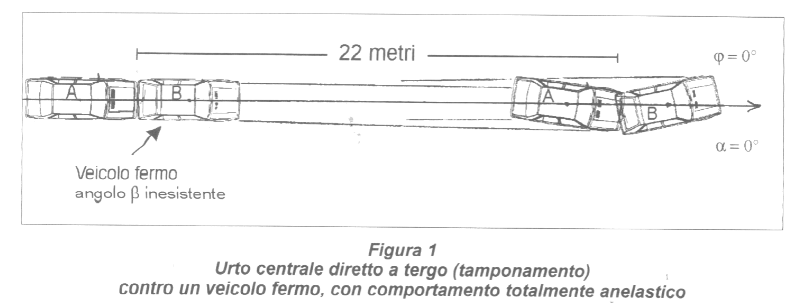 22 metri
φ=0°
A
B
A
B
α=0°
Veicolo fermo
angolo β inesistente
Figura 1
Urto centrale diretto a tergo (tamponamento)
contro un veicolo fermo, con comportamento totalmente anelastico